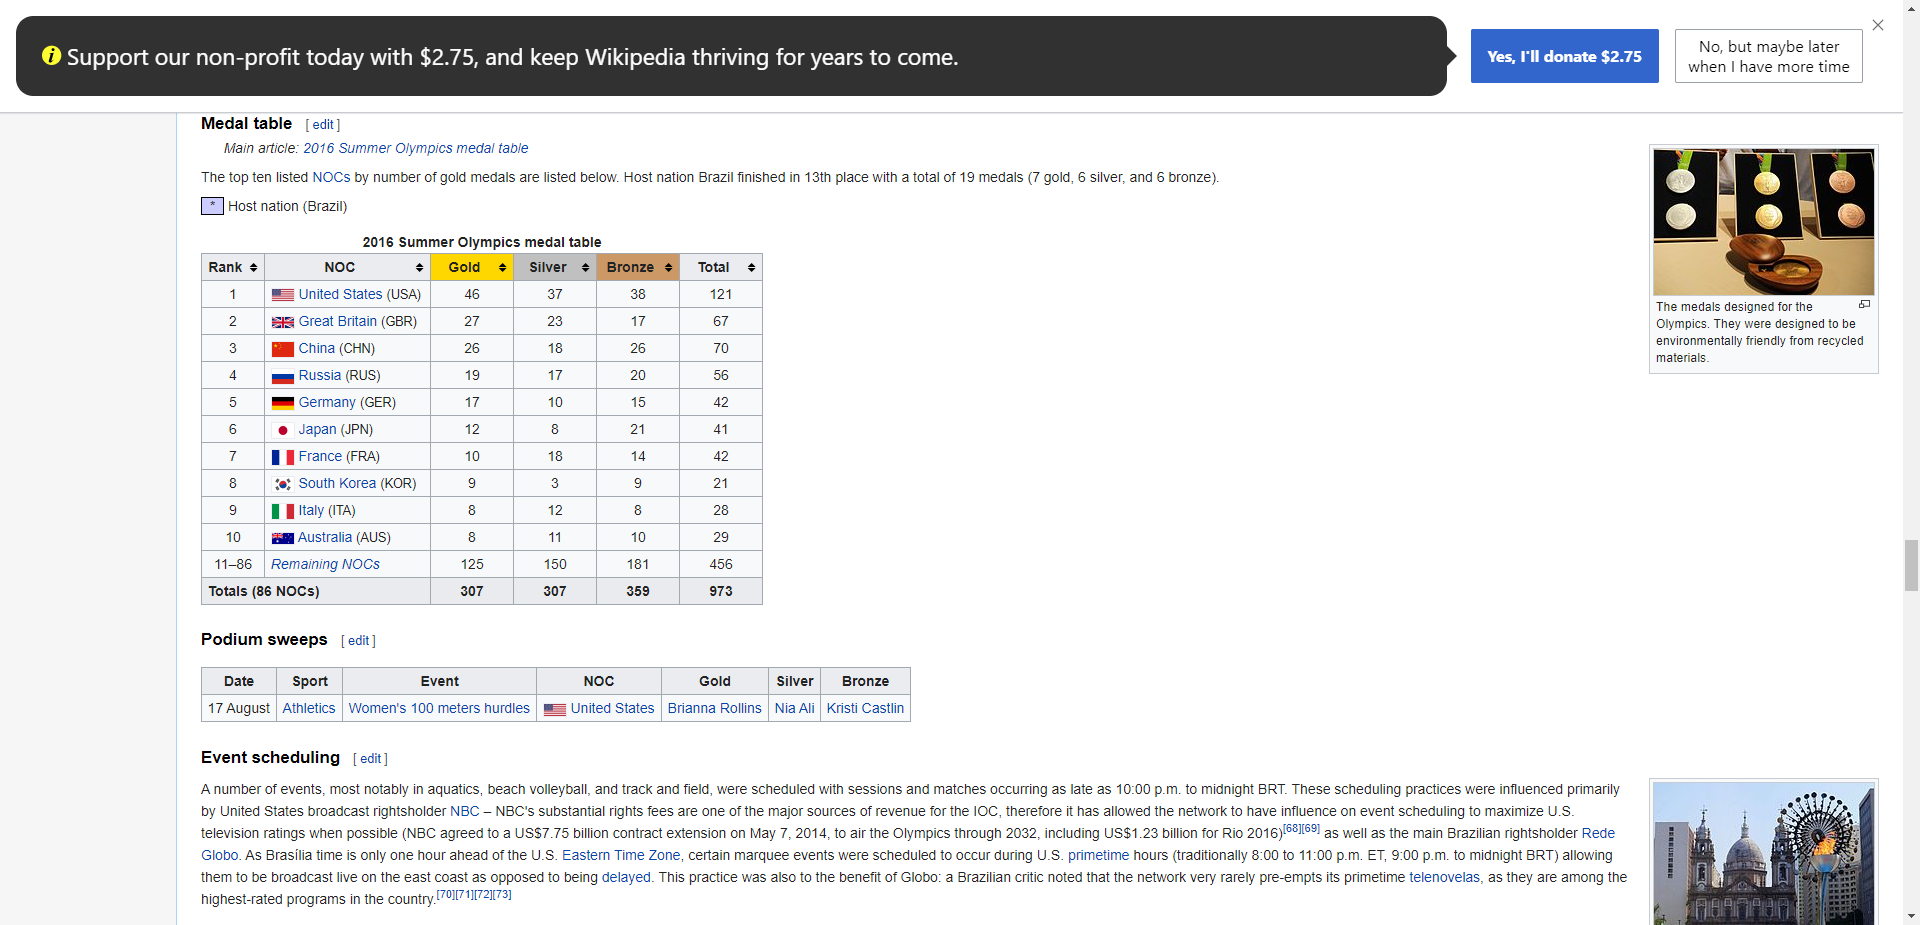 i Support our non-profit today with $2.75, and keep Wikipedia thriving for years to come.
Yes, I'll donate $2.75
No, but maybe later
when I have more time
Medal table [ edit ]
Main article: 2016 Summer Olympics medal table
The top ten listed NOCs by number of gold medals are listed below. Host nation Brazil finished in 13th place with a total of 19 medals (7 gold, 6 silver, and 6 bronze).
* Host nation (Brazil)
2016 Summer Olympics medal table
Rank NOC Gold Silver Bronze Total
1 United States (USA) 46 37 38 121
2 Great Britain (GBR) 27 23 17 67
3 China (CHN) 26 18 26 70
4 Russia (RUS) 19 17 20 56
5 Germany (GER) 17 10 15 42
6 Japan (JPN) 12 8 21 41
7 France (FRA) 10 18 14 42
8 South Korea (KOR) 9 3 9 21
9 Italy (ITA) 8 12 8 28
10 Australia (AUS) 8 11 10 29
11–86 Remaining NOCs 125 150 181 456
Totals (86 NOCs) 307 307 359 973
The medals designed for the
Olympics. They were designed to be
environmentally friendly from recycled
materials.
Podium sweeps [ edit ]
Date Sport Event NOC Gold Silver Bronze
17 August Athletics Women's 100 meters hurdles United States Brianna Rollins Nia Ali Kristi Castlin
Event scheduling [ edit ]
A number of events, most notably in aquatics, beach volleyball, and track and field, were scheduled with sessions and matches occurring as late as 10:00 p.m. to midnight BRT. These scheduling practices were influenced primarily
by United States broadcast rightsholder NBC – NBC's substantial rights fees are one of the major sources of revenue for the IOC, therefore it has allowed the network to have influence on event scheduling to maximize U.S.
television ratings when possible (NBC agreed to a US$7.75 billion contract extension on May 7, 2014, to air the Olympics through 2032, including US$1.23 billion for Rio 2016)[68][69] as well as the main Brazilian rightsholder Rede
Globo. As Brasília time is only one hour ahead of the U.S. Eastern Time Zone, certain marquee events were scheduled to occur during U.S. primetime hours (traditionally 8:00 to 11:00 p.m. ET, 9:00 p.m. to midnight BRT) allowing
them to be broadcast live on the east coast as opposed to being delayed. This practice was also to the benefit of Globo: a Brazilian critic noted that the network very rarely pre-empts its primetime telenovelas, as they are among the
highest-rated programs in the country.[70][71][72][73]